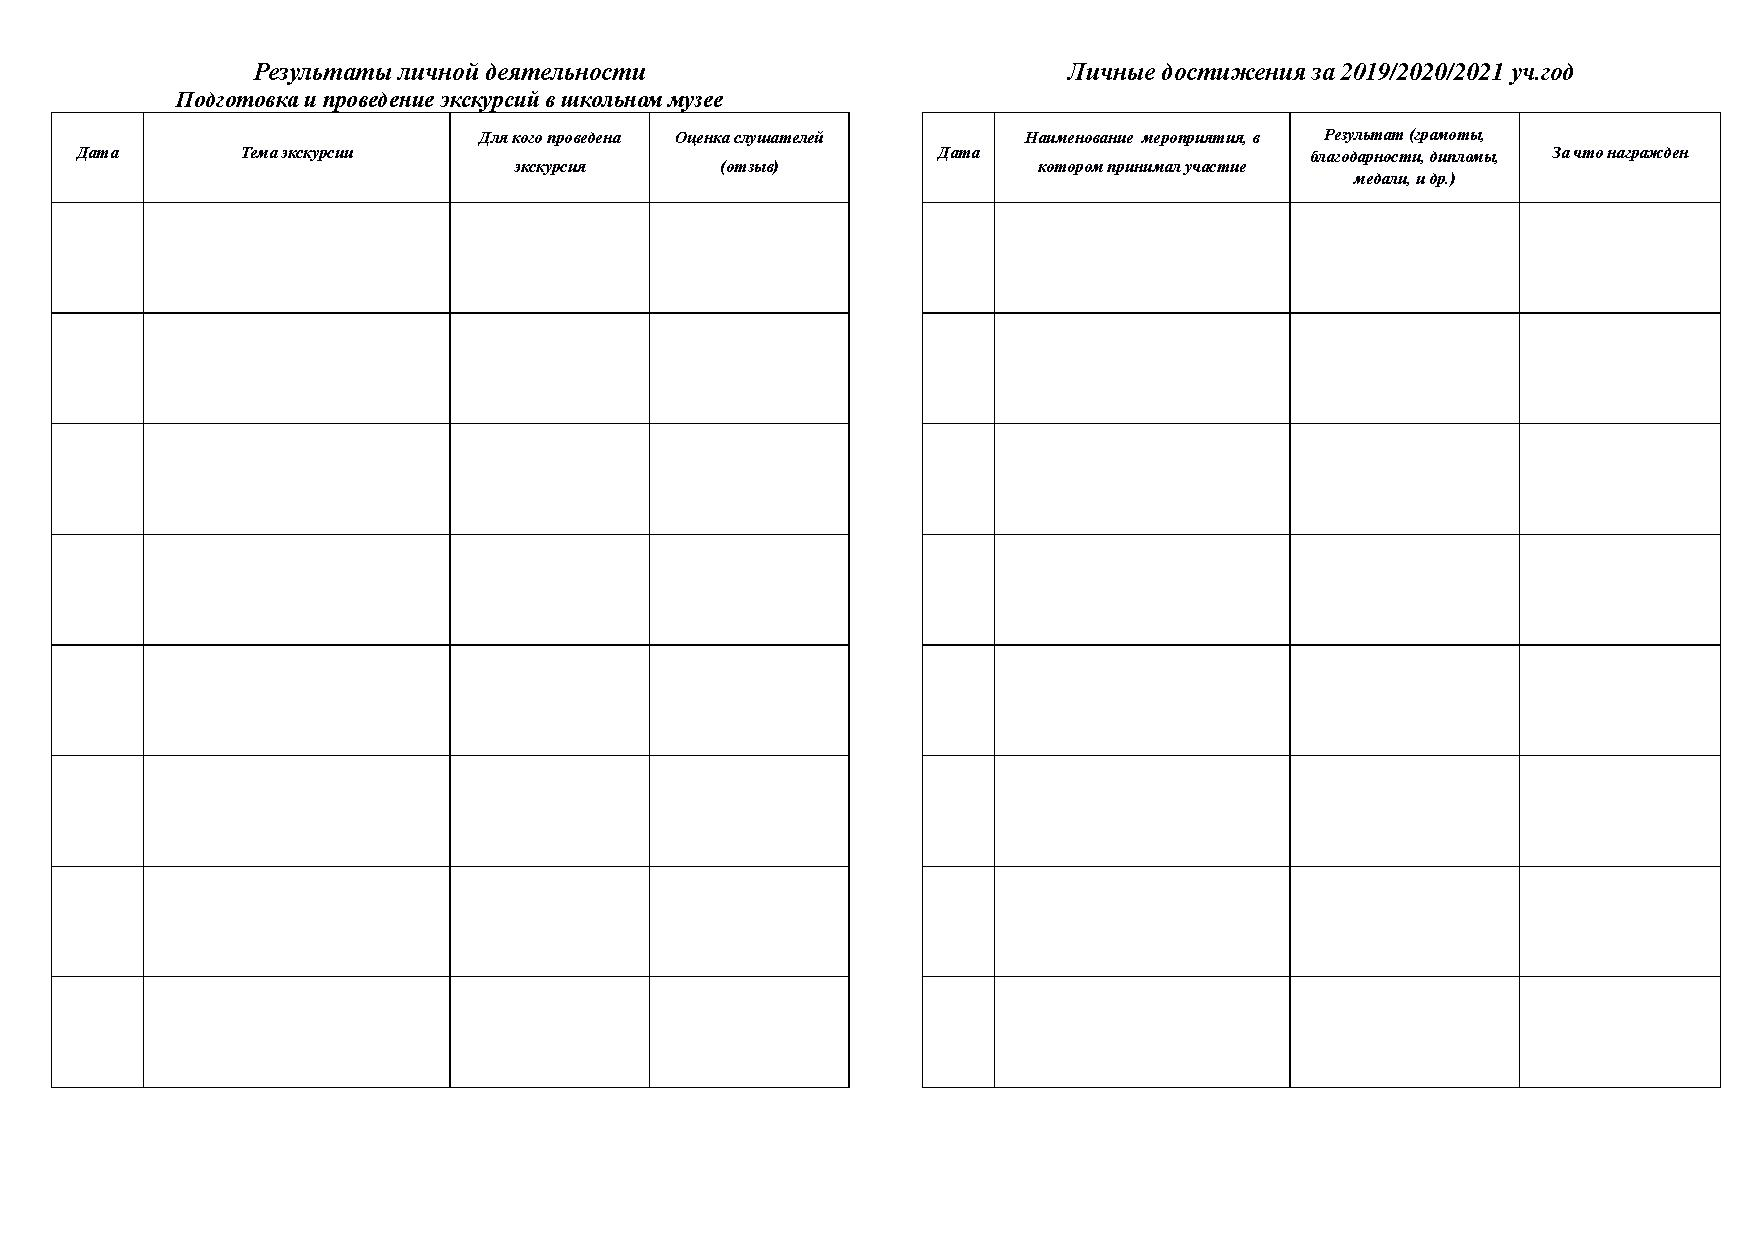 Результаты личной деятельности
Подготовка и проведение экскурсий в школьном музее
Дата
Тема экскурсии
Для кого проведена
экскурсия
Оценка слушателей
(отзыв)
Личные достижения за 2019/2020/2021 уч.год
Дата
Наименование мероприятия, в
котором принимал участие
Результат (грамоты,
благодарности, дипломы,
медали, и др.)
За что награжден